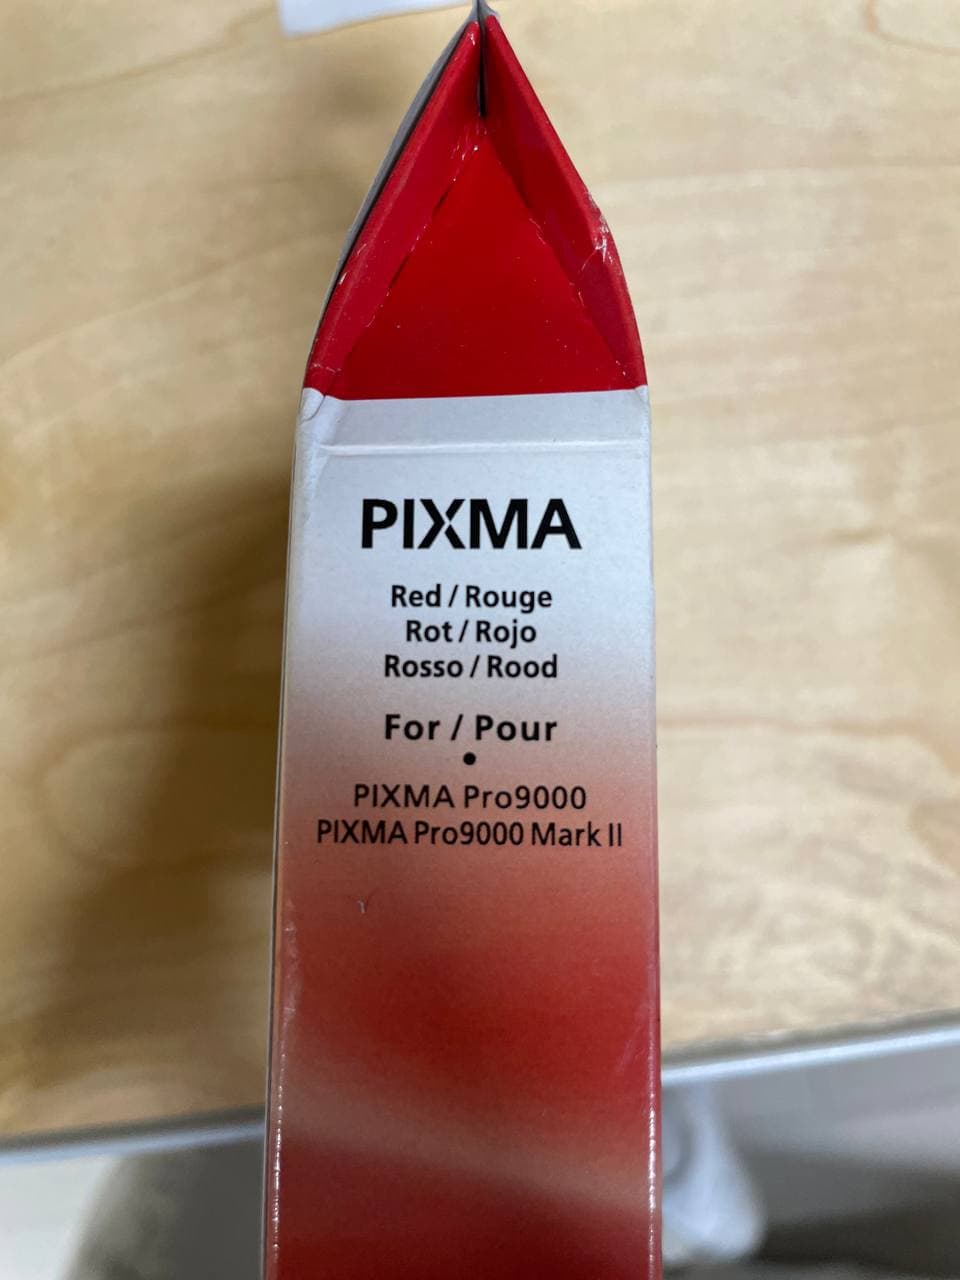 PIXMA
Red / Rouge
Rot / Rojo
Rosso / Rood
For / Pour
•
PIXMA Pro9000
PIXMA Pro9000 Mark II